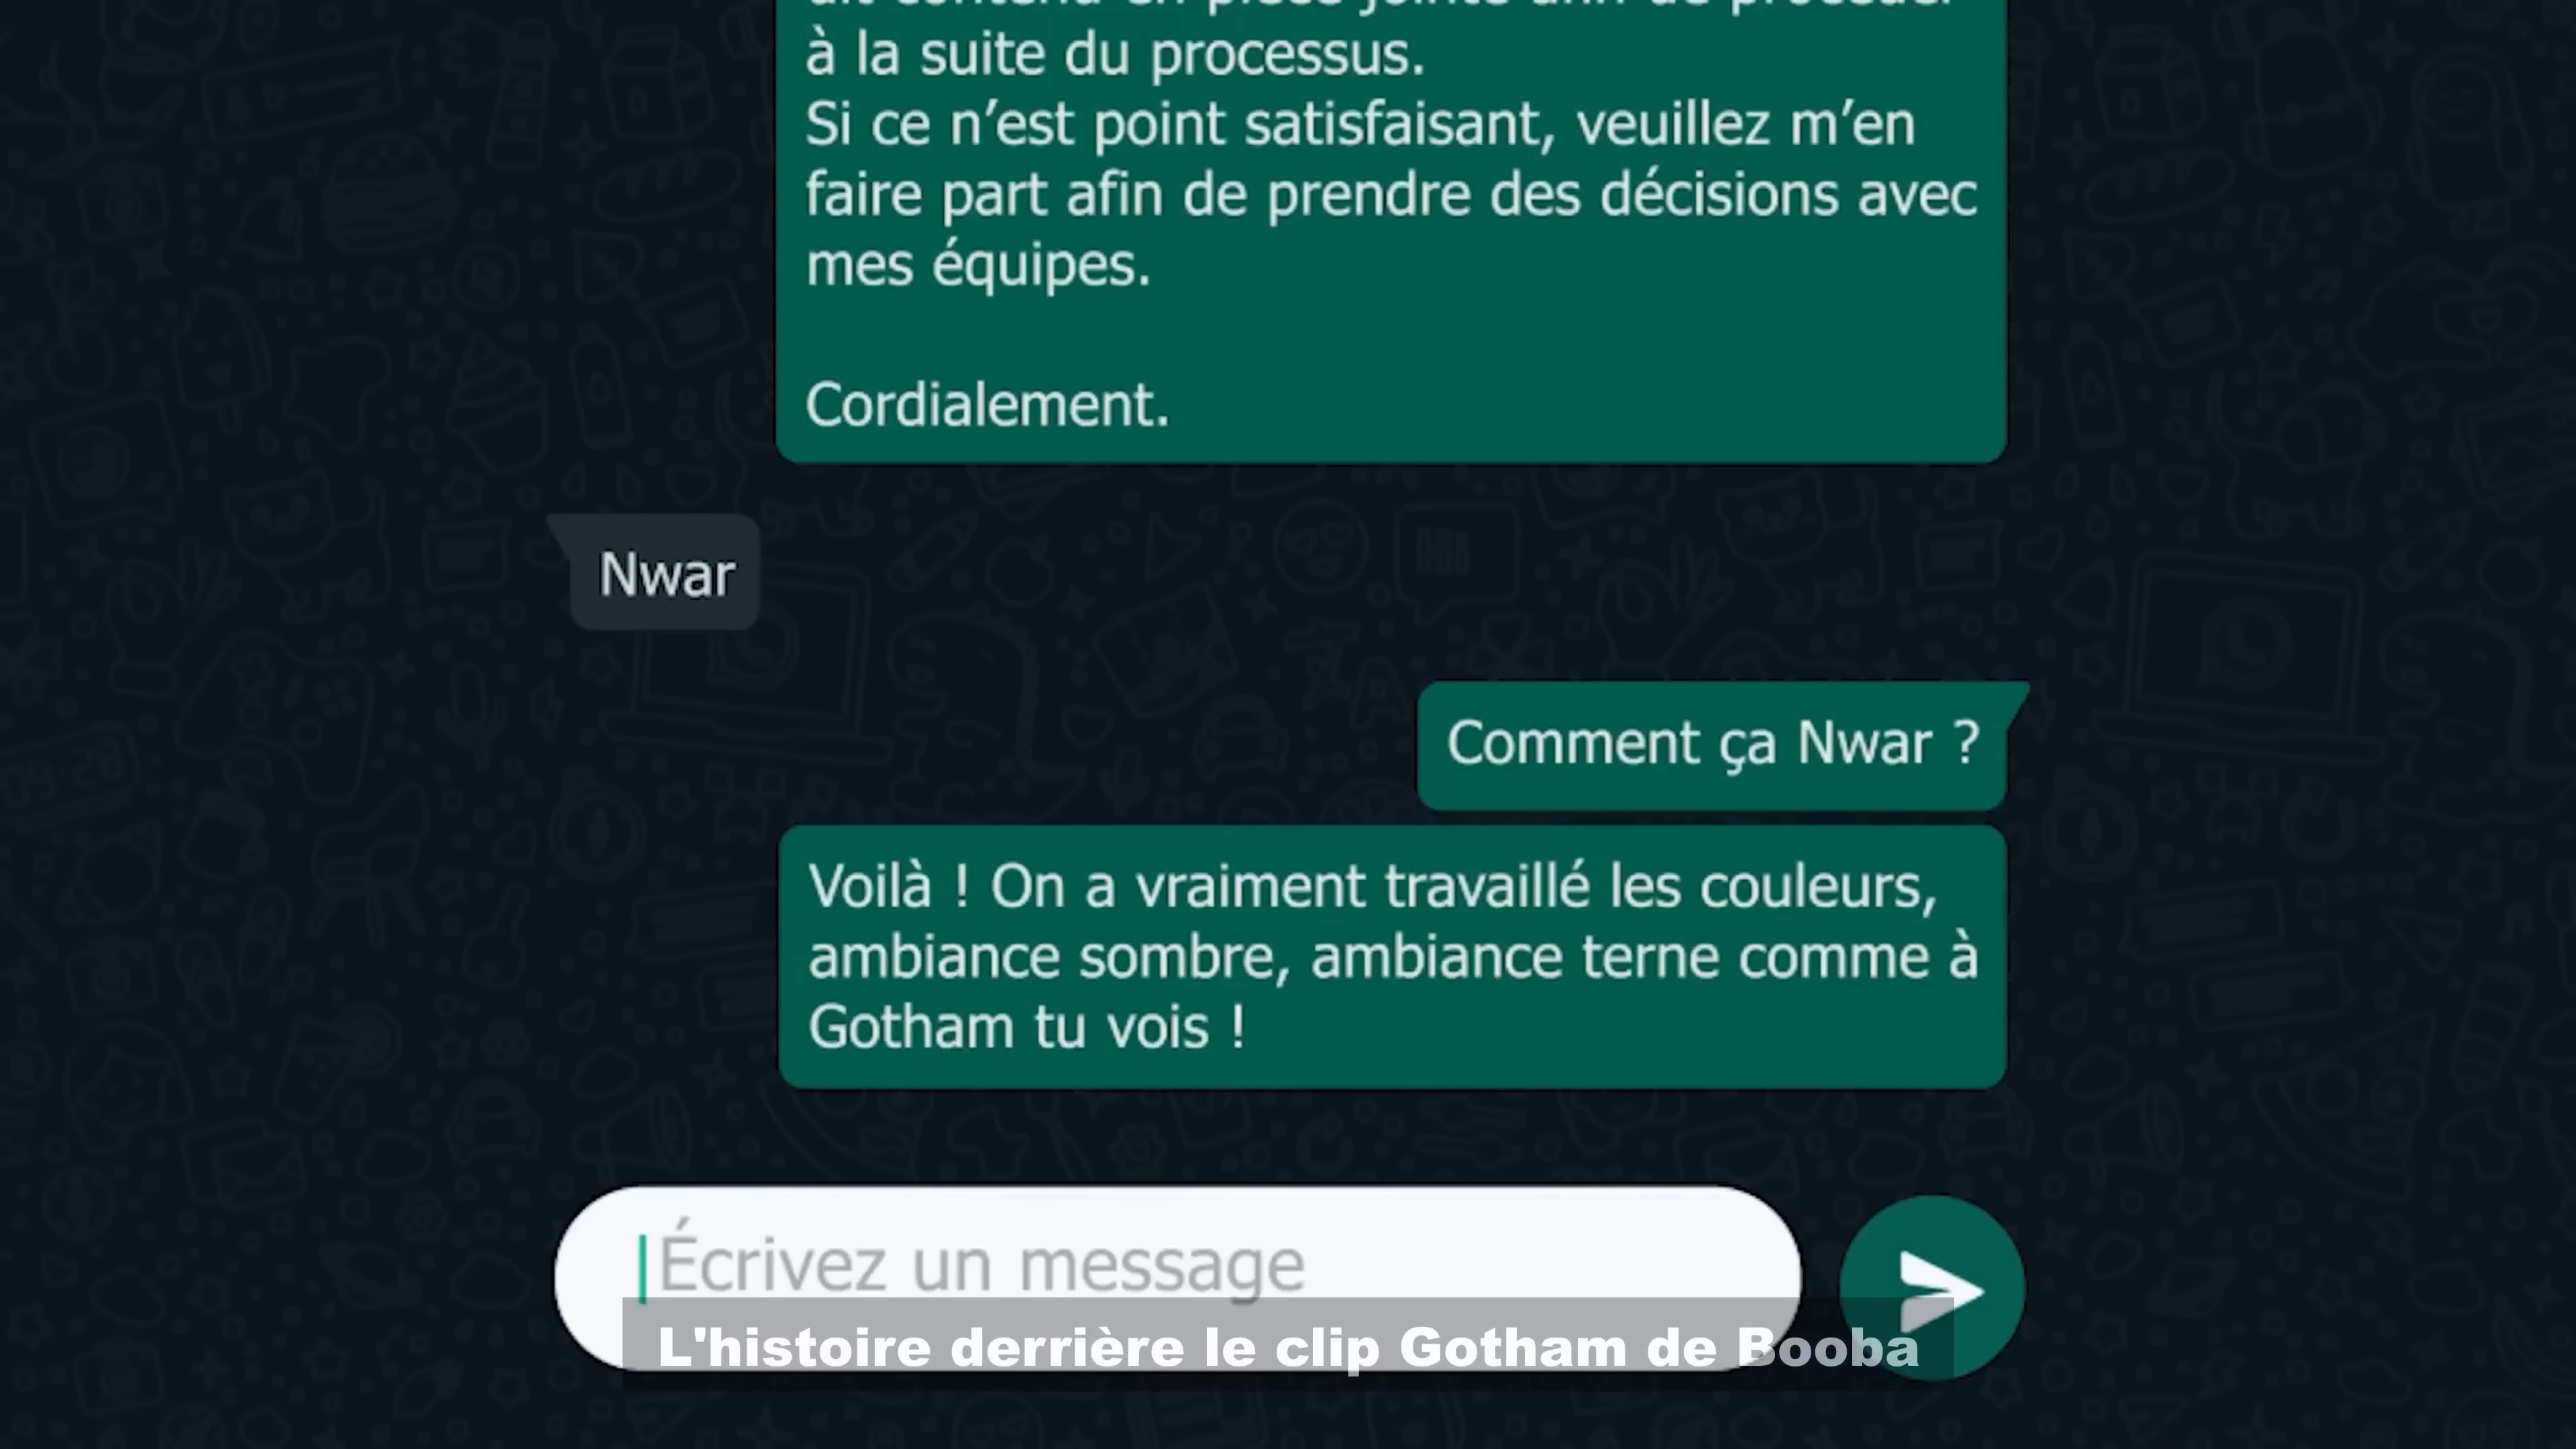 à la suite du processus.
Si ce n’est point satisfaisant, veuillez m’en
faire part afin de prendre des décisions avec
mes équipes.
Cordialement.
Nwar
Comment ça Nwar ?
Voilà ! On a vraiment travaillé les couleurs,
ambiance sombre, ambiance terne comme à
Gotham tu vois !
Écrivez un message
L'histoire derrière le clip Gotham de Booba